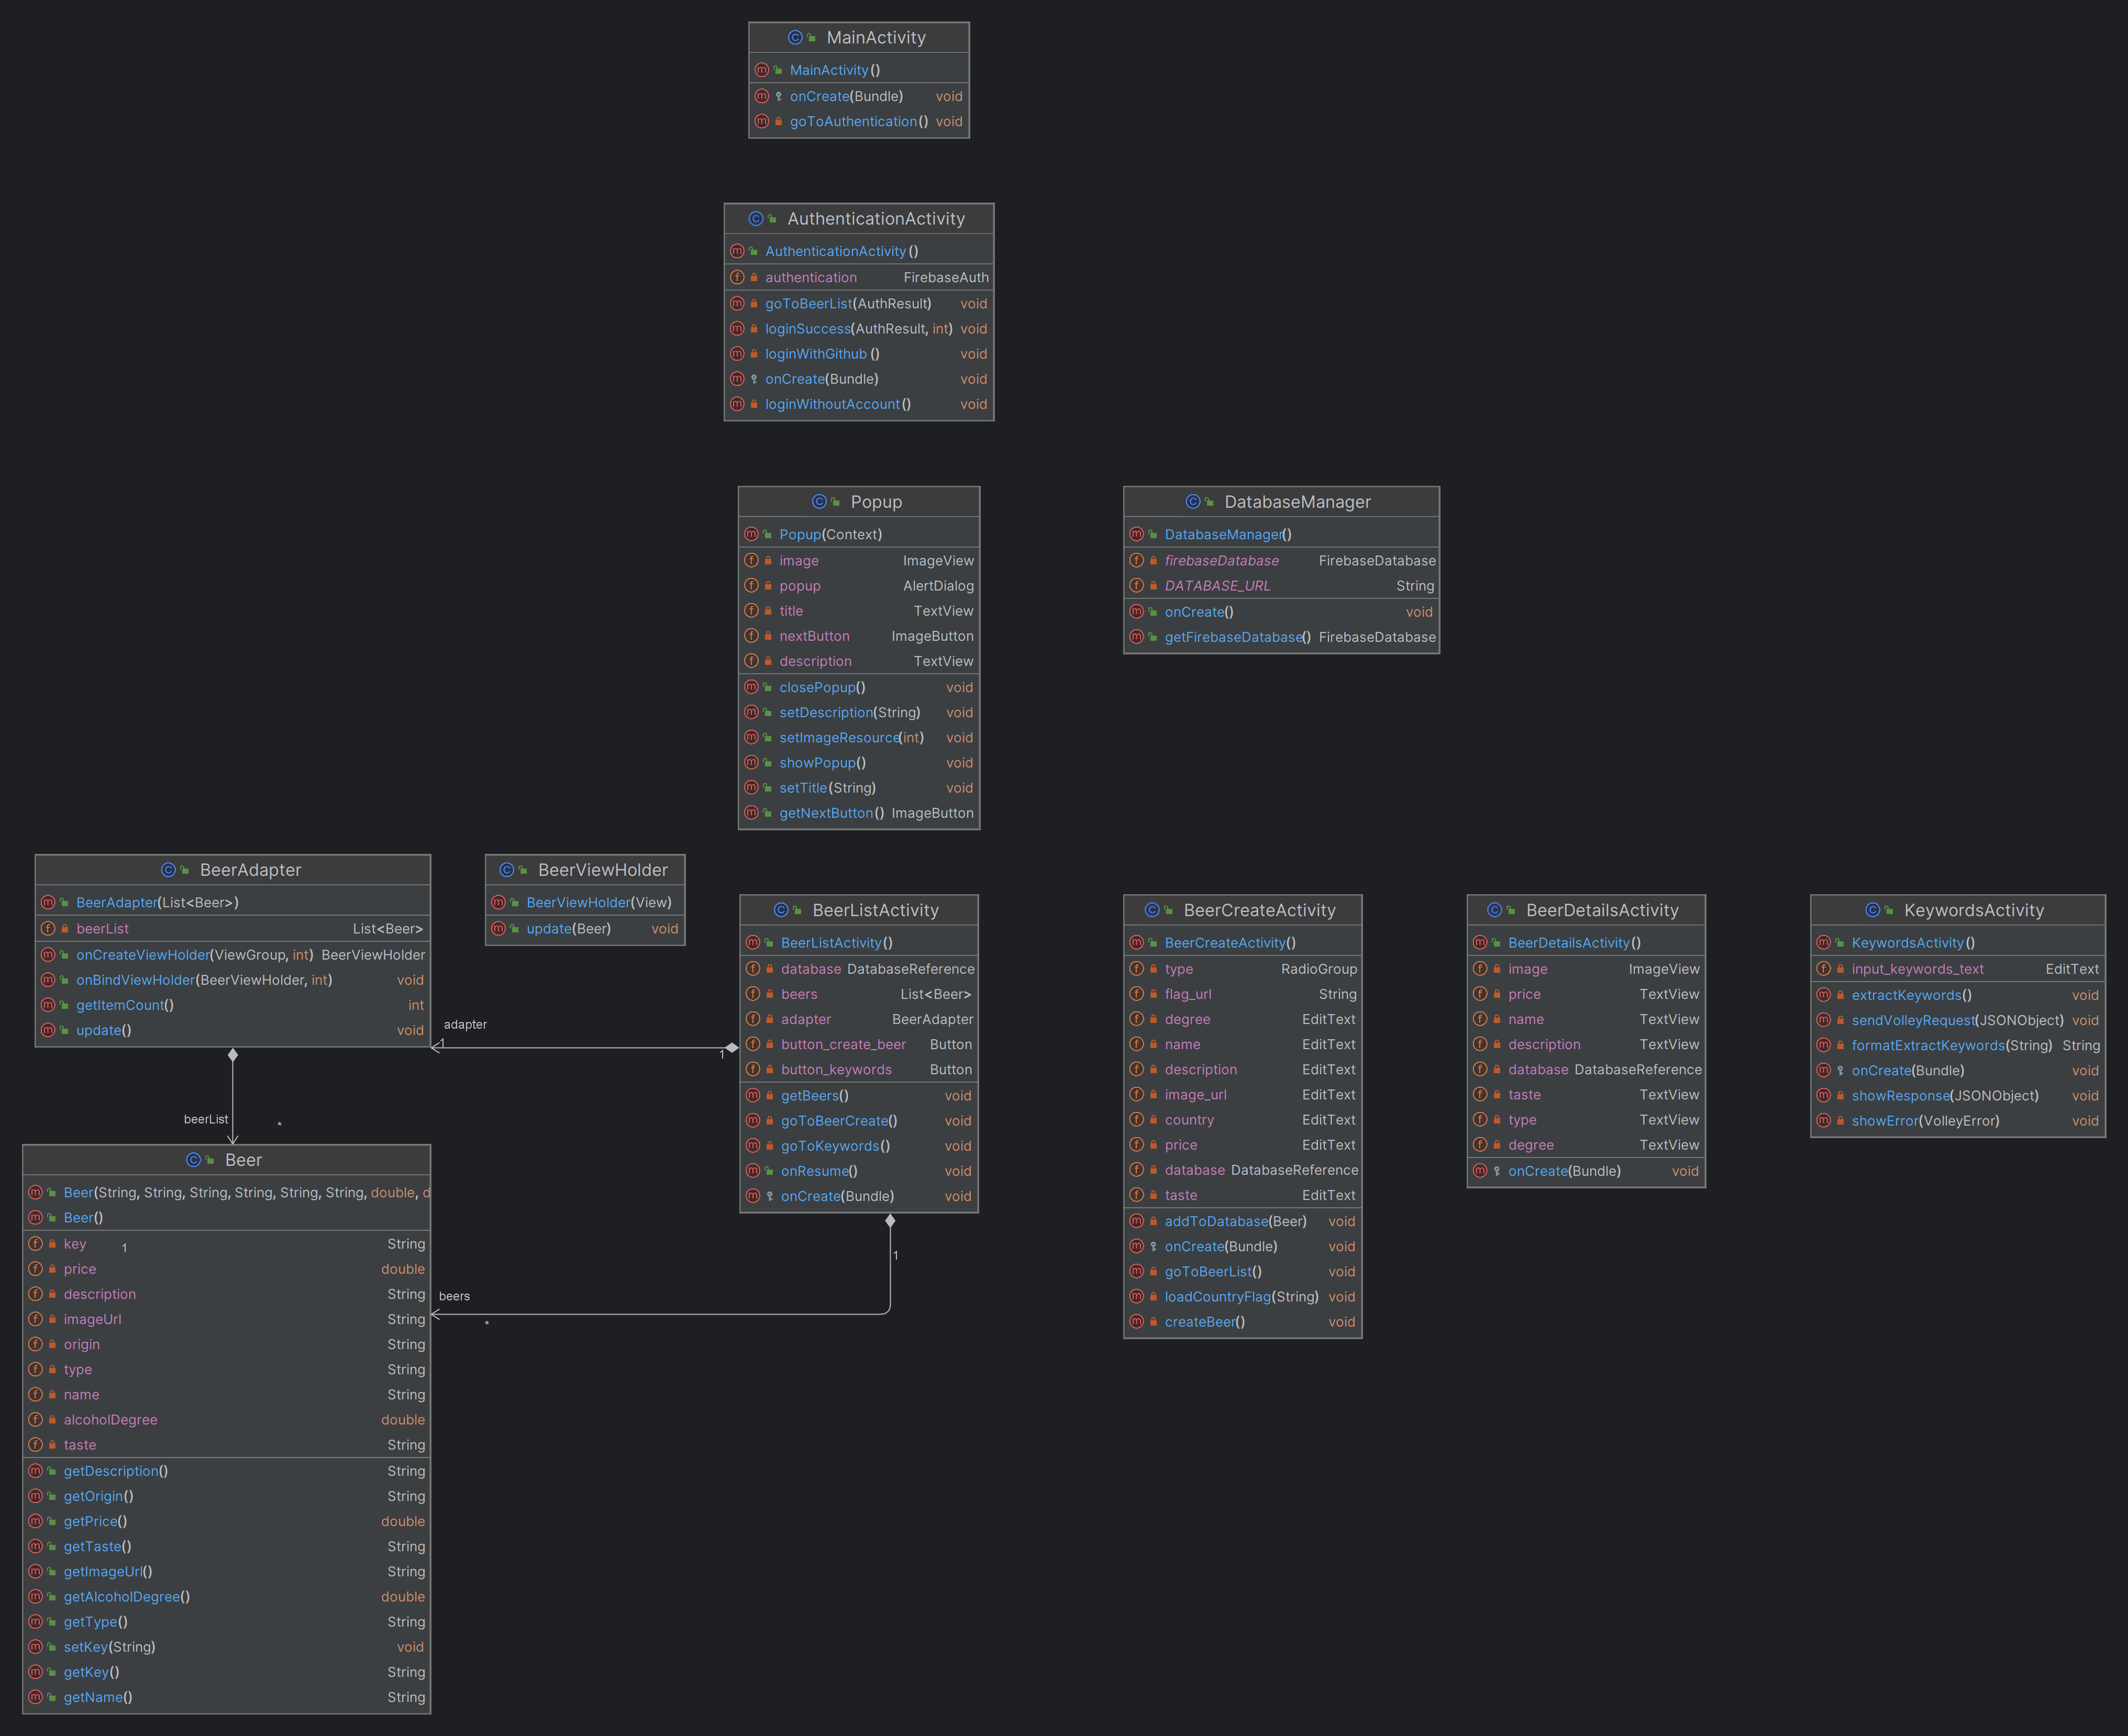 MainActivity
MainActivity()
onCreate(Bundle) void
goToAuthentication() void
AuthenticationActivity
AuthenticationActivity()
authentication FirebaseAuth
goToBeerList(AuthResult) void
loginSuccess(AuthResult, int) void
loginWithGithub() void
onCreate(Bundle) void
loginWithoutAccount() void
Popup
Popup(Context)
image ImageView
popup AlertDialog
title TextView
nextButton ImageButton
description TextView
closePopup() void
setDescription(String) void
setImageResource(int) void
showPopup() void
setTitle(String) void
getNextButton() ImageButton
DatabaseManager
DatabaseManager()
firebaseDatabase FirebaseDatabase
DATABASE_URL String
onCreate() void
getFirebaseDatabase() FirebaseDatabase
BeerAdapter
BeerAdapter(List<Beer>)
beerList List<Beer>
onCreateViewHolder(ViewGroup, int) BeerViewHolder
onBindViewHolder(BeerViewHolder, int) void
getItemCount() int
update() void
BeerViewHolder
BeerViewHolder(View)
update(Beer) void
adapter
1
1
beerList
*
BeerListActivity
BeerListActivity()
database DatabaseReference
beers List<Beer>
adapter BeerAdapter
button_create_beer Button
button_keywords Button
getBeers() void
goToBeerCreate() void
goToKeywords() void
onResume() void
onCreate(Bundle) void
1
beers
*
BeerCreateActivity
BeerCreateActivity()
type RadioGroup
flag_url String
degree EditText
name EditText
description EditText
image_url EditText
country EditText
price EditText
database DatabaseReference
taste EditText
addToDatabase(Beer) void
onCreate(Bundle) void
goToBeerList() void
loadCountryFlag(String) void
createBeer() void
BeerDetailsActivity
BeerDetailsActivity()
image ImageView
price TextView
name TextView
description TextView
database DatabaseReference
taste TextView
type TextView
degree TextView
onCreate(Bundle) void
KeywordsActivity
KeywordsActivity()
input_keywords_text EditText
extractKeywords() void
sendVolleyRequest(JSONObject) void
formatExtractKeywords(String) String
onCreate(Bundle) void
showResponse(JSONObject) void
showError(VolleyError) void
Beer
Beer(String, String, String, String, String, String, double, d
Beer()
key 1 String
price double
description String
imageUrl String
origin String
type String
name String
alcoholDegree double
taste String
getDescription() String
getOrigin() String
getPrice() double
getTaste() String
getImageUrl() String
getAlcoholDegree() double
getType() String
setKey(String) void
getKey() String
getName() String